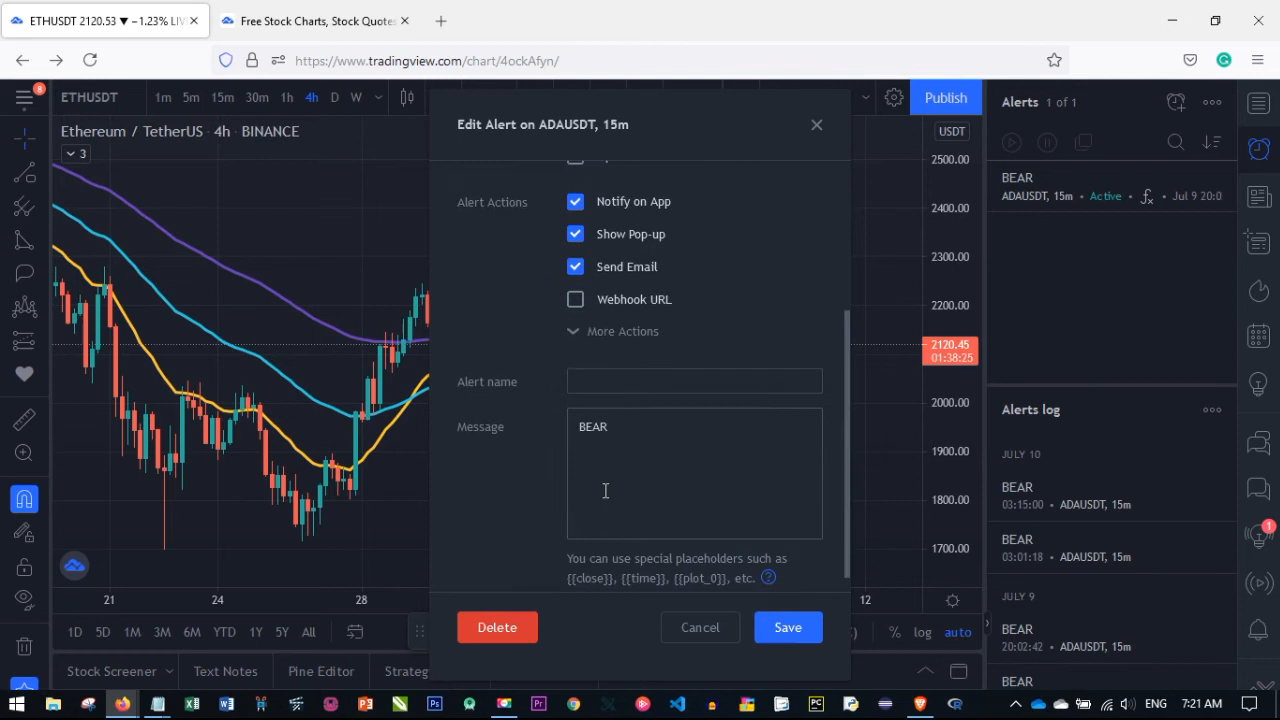 ETHUSDT 2120.53 ▼ −1.23% LIV
Free Stock Charts, Stock Quotes
https://www.tradingview.com/chart/4ockAfyn/
8
ETHUSDT 1m 5m 15m 30m 1h 4h D W
Publish
Alerts 1 of 1
Ethereum / TetherUS · 4h · BINANCE
3
USDT
2500.00
2400.00
2300.00
2200.00
2120.45
01:38:25
2000.00
1900.00
1800.00
1700.00
Edit Alert on ADAUSDT, 15m
Alert Actions
Notify on App
Show Pop-up
Send Email
Webhook URL
More Actions
Alert name
Message
BEAR
You can use special placeholders such as
{{close}}, {{time}}, {{plot_0}}, etc.
Delete
Cancel
Save
BEAR
ADAUSDT, 15m • Active • fx • Jul 9 20:0
Alerts log
JULY 10
BEAR
03:15:00 • ADAUSDT, 15m
BEAR
03:01:18 • ADAUSDT, 15m
JULY 9
BEAR
20:02:42 • ADAUSDT, 15m
BEAR
1
21 24 28 12
1D 5D 1M 3M 6M YTD 1Y 5Y All
% log auto
Stock Screener Text Notes Pine Editor Strateg
ENG 7:21 AM